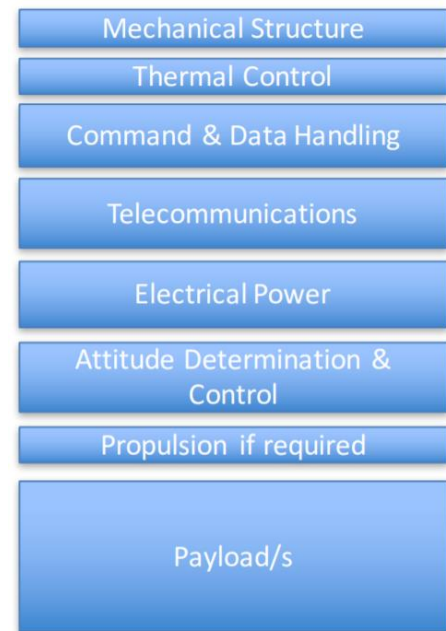 Mechanical Structure
Thermal Control
Command & Data Handling
Telecommunications
Electrical Power
Attitude Determination &
Control
Propulsion if required
Payload/s